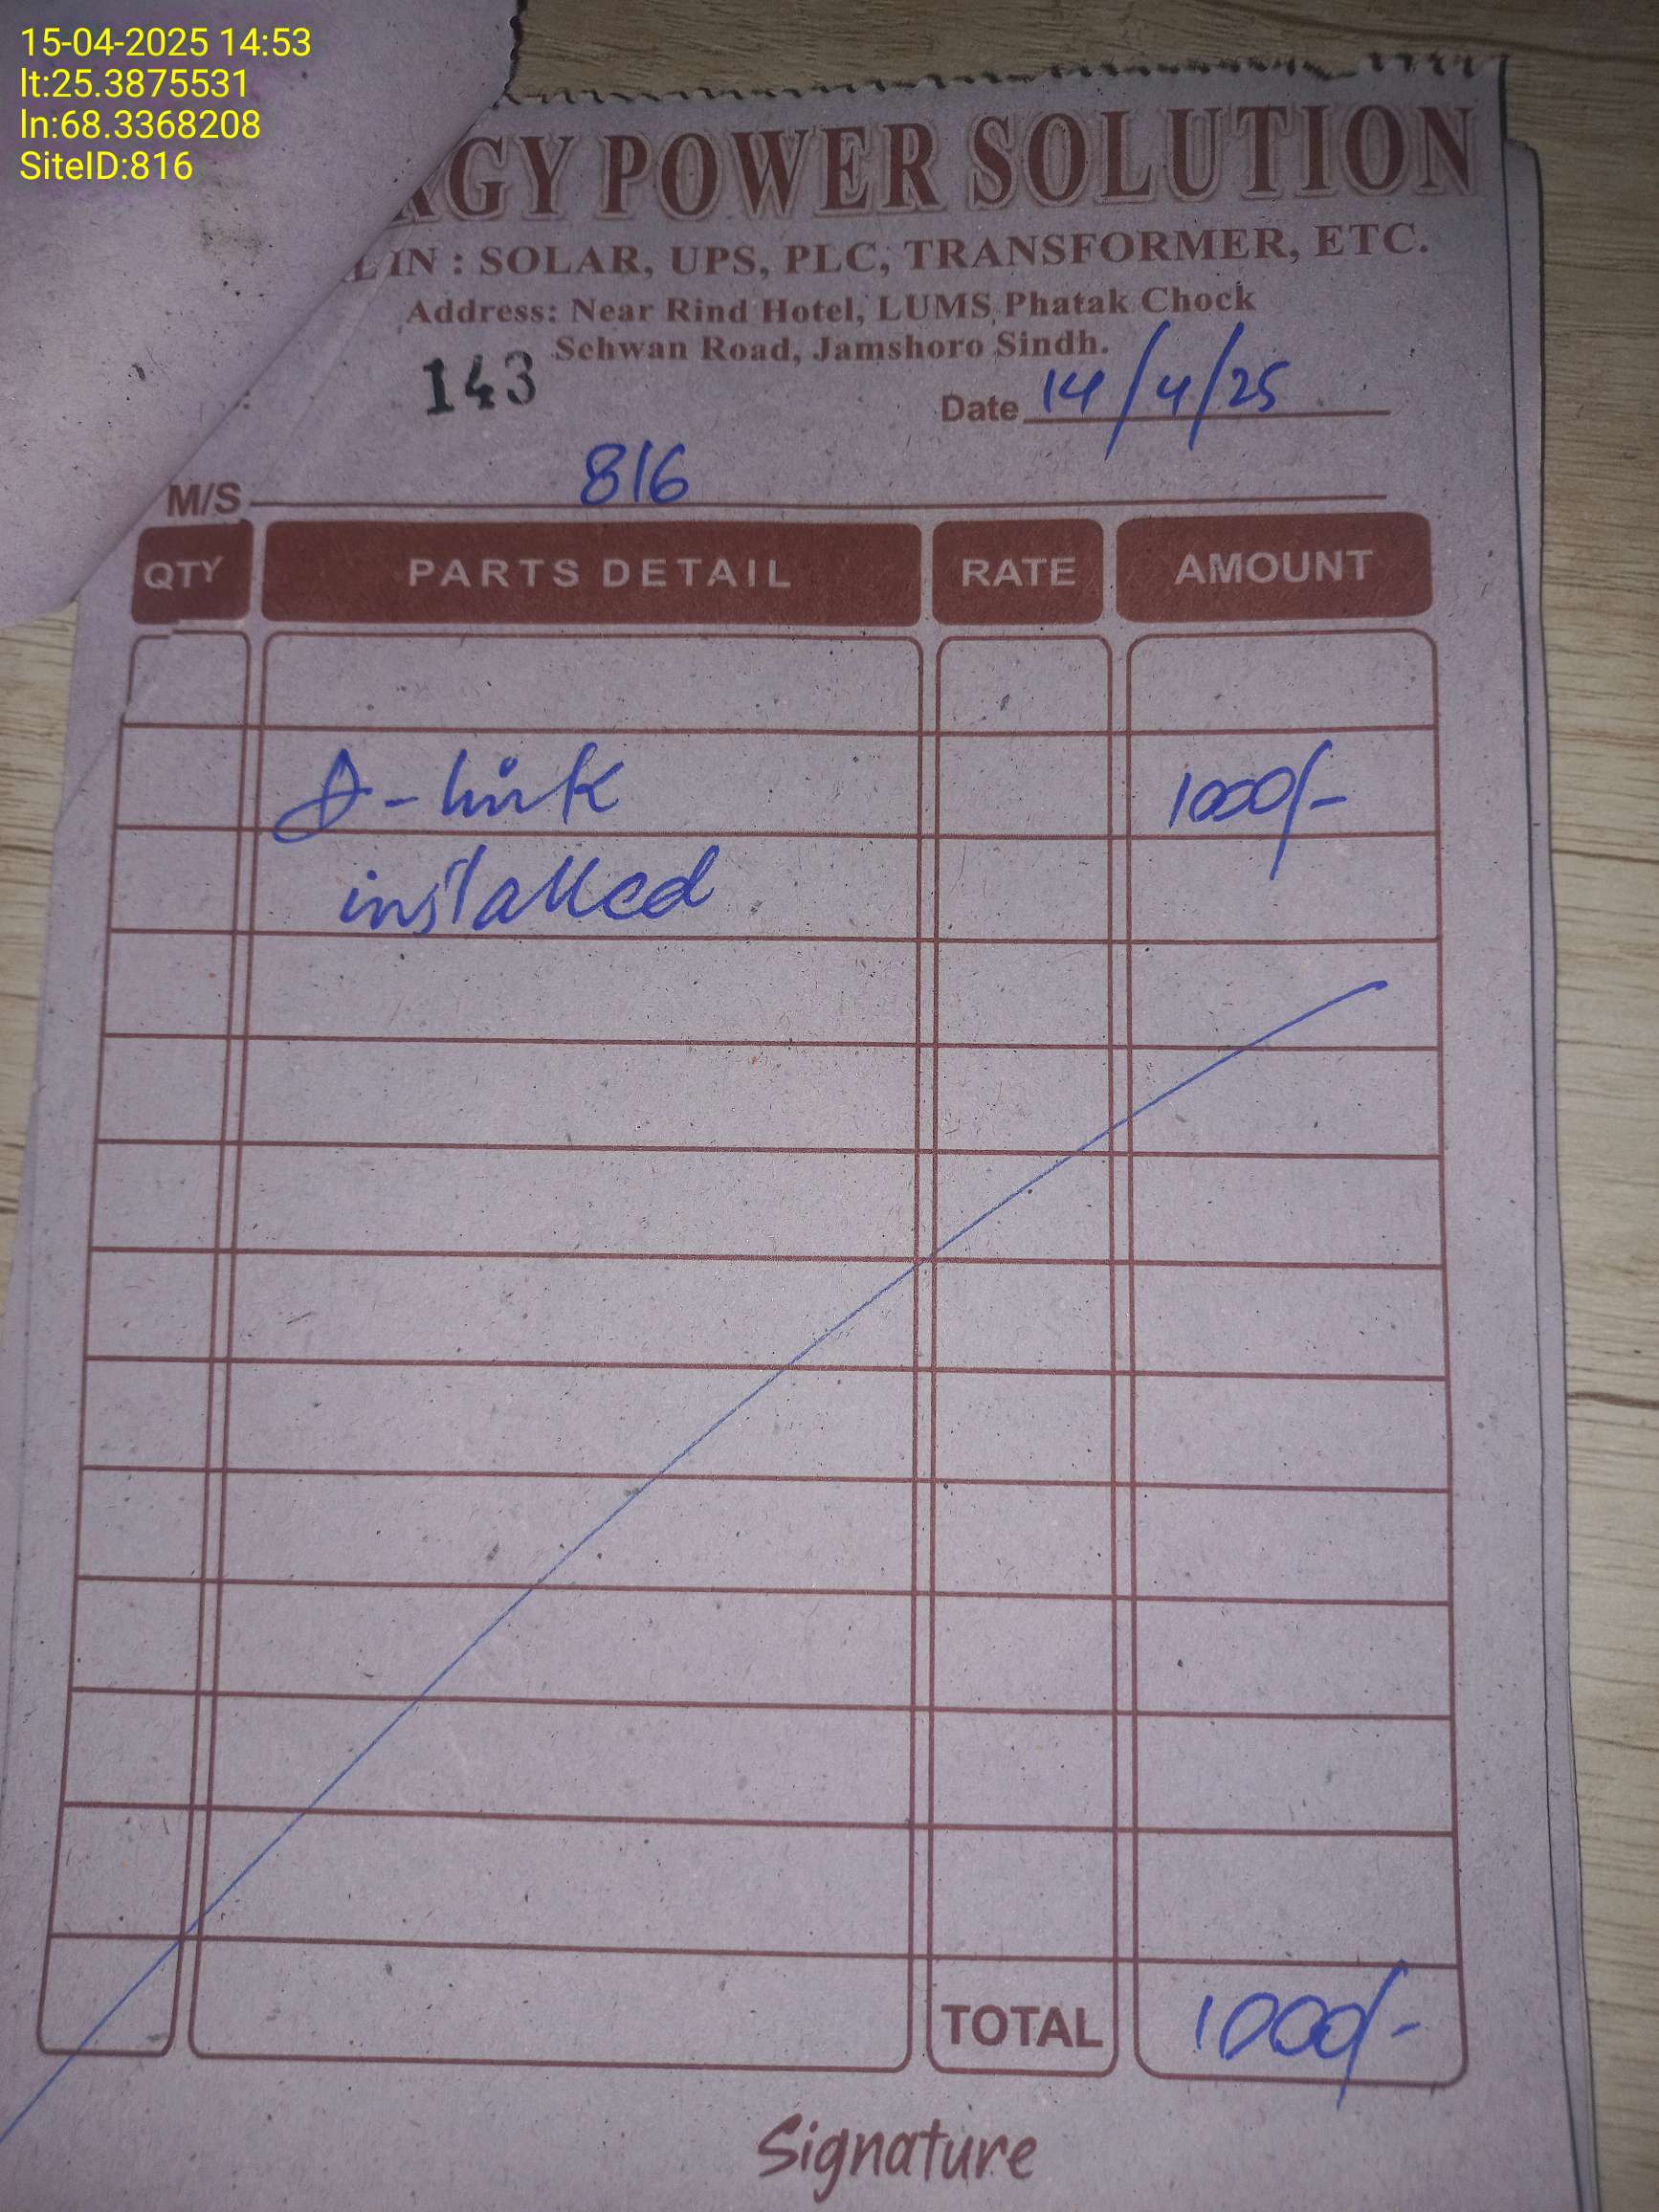 15-04-2025 14:53
lt:25.3875531
ln:68.3368208
SiteID:816
RGY POWER SOLUTION
L IN : SOLAR, UPS, PLC, TRANSFORMER, ETC.
Address: Near Rind Hotel, LUMS Phatak Chock
Sehwan Road, Jamshoro Sindh.
143
Date 14/4/25
M/S 816
QTY PARTS DETAIL RATE AMOUNT
D-link 1000/-
installed
TOTAL 1000/-
Signature